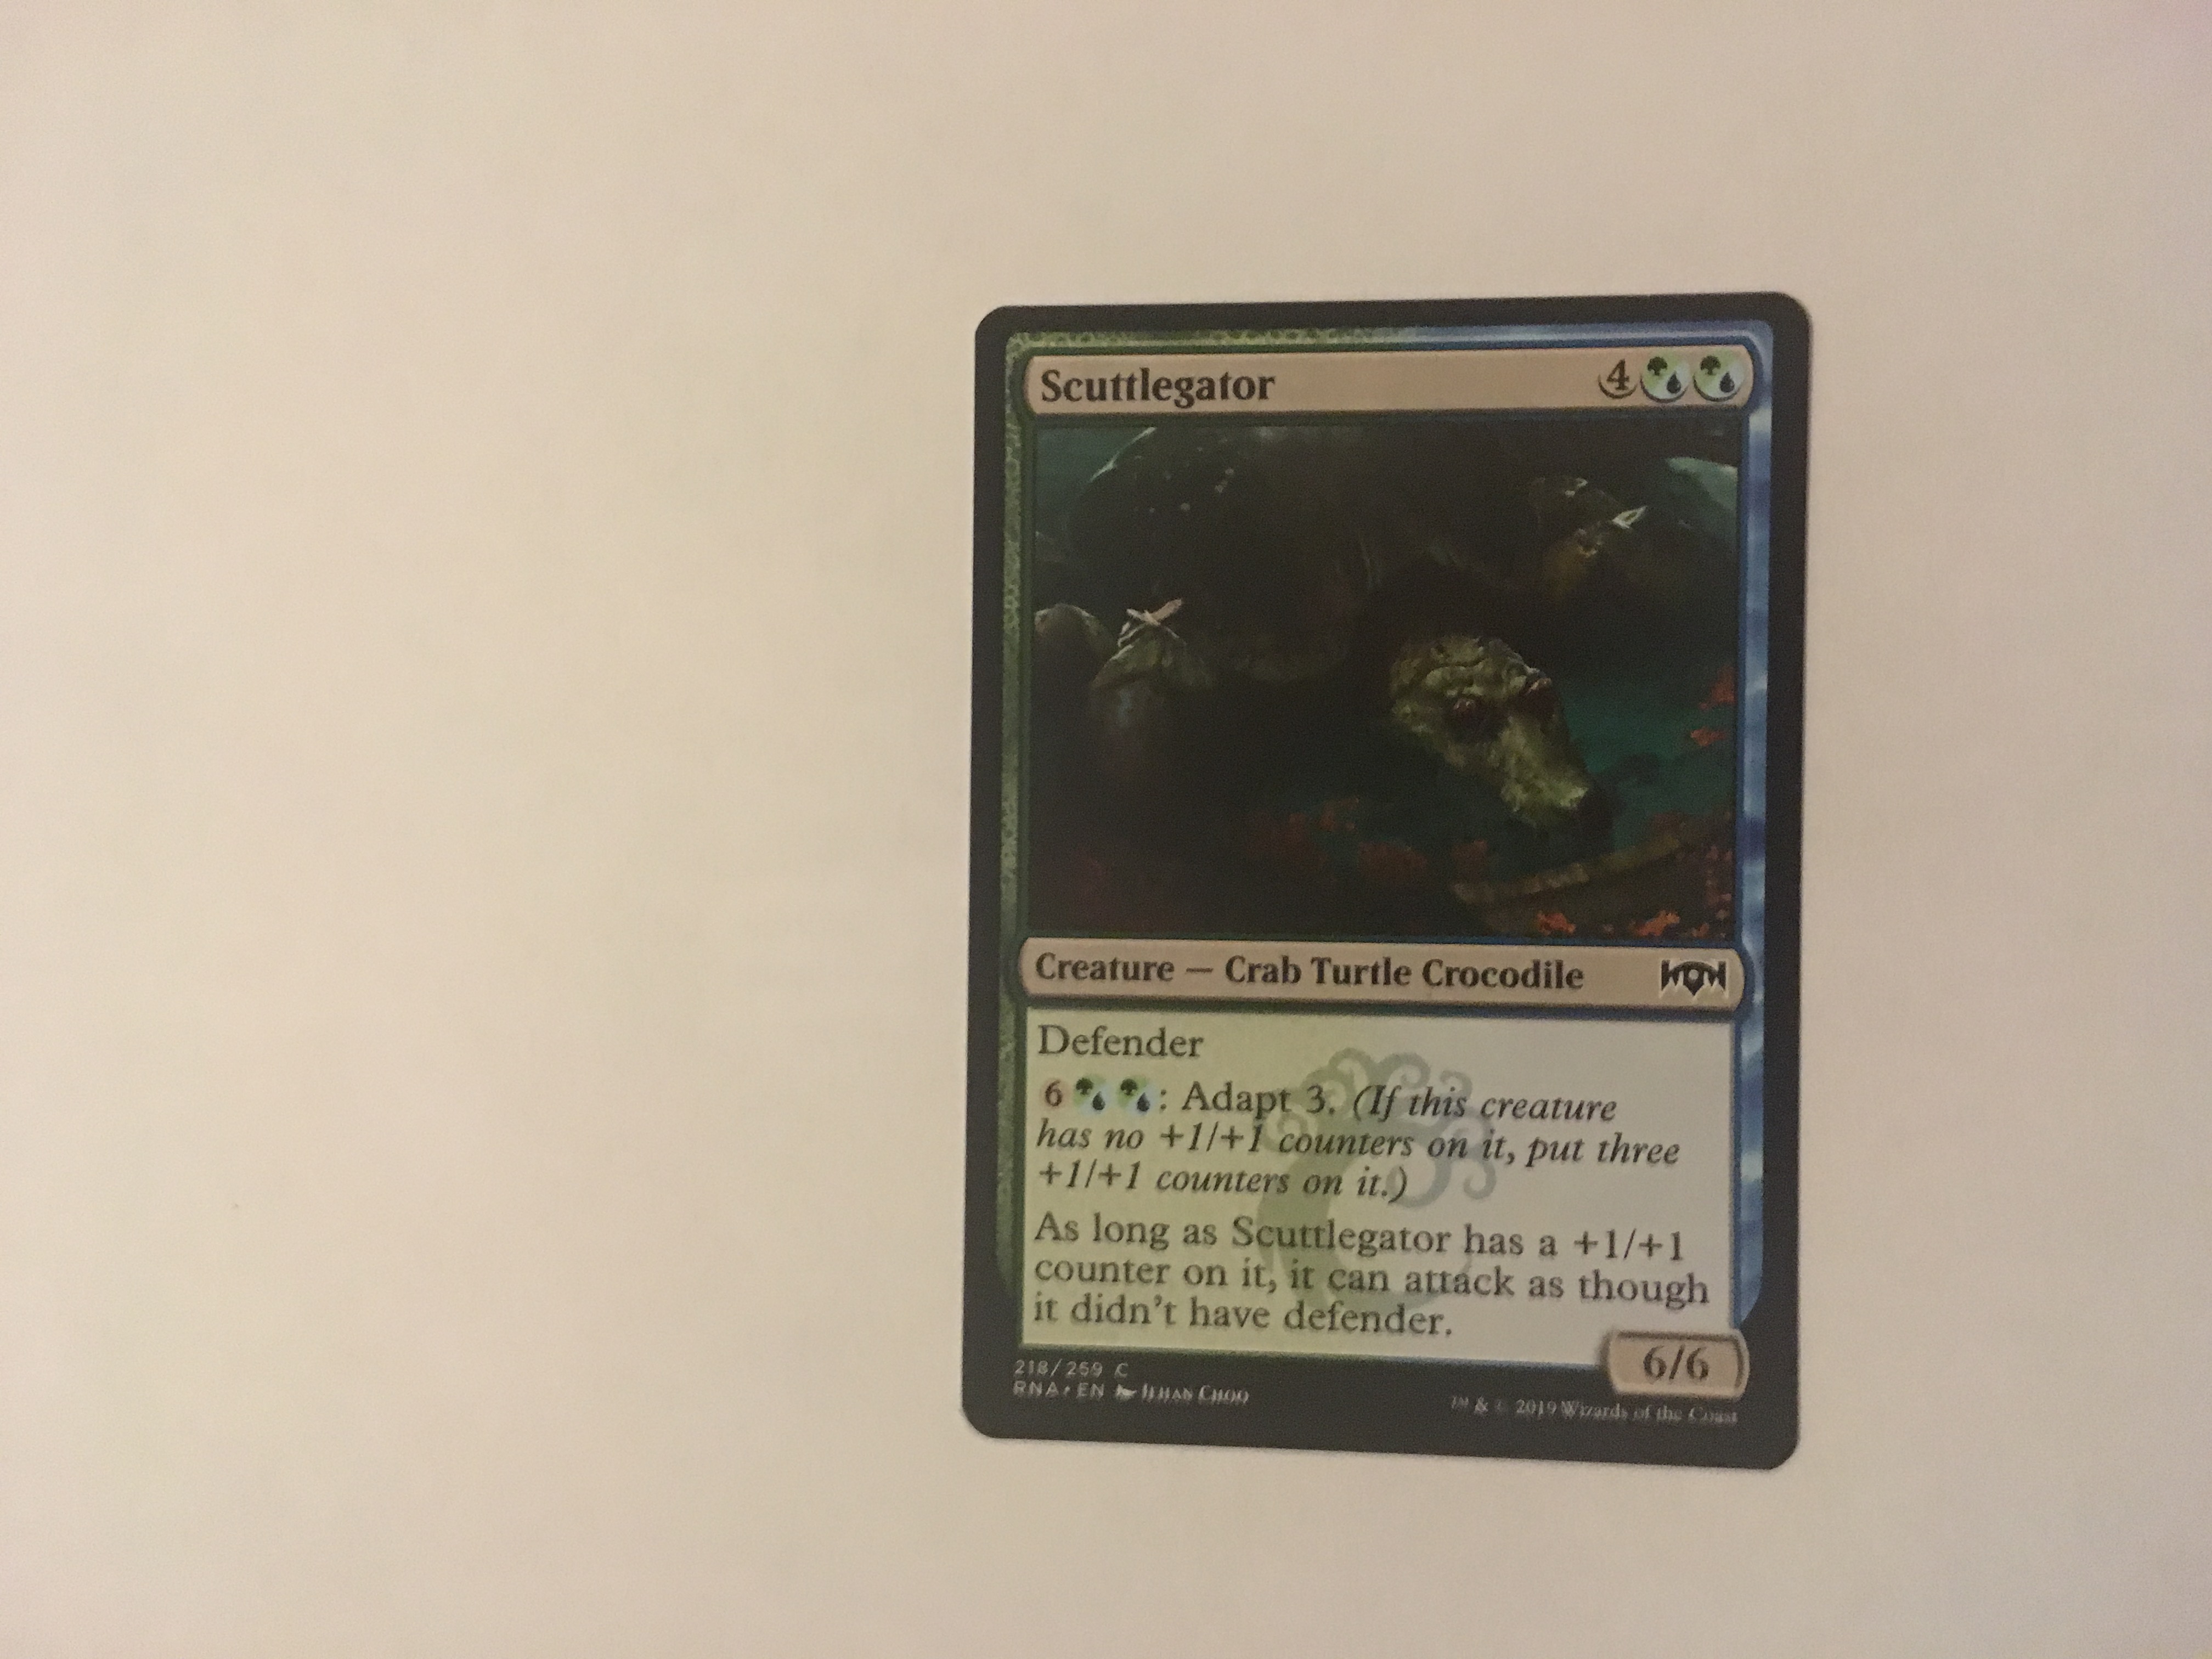 Scuttlegator 4
Creature — Crab Turtle Crocodile
Defender
6 : Adapt 3. (If this creature
has no +1/+1 counters on it, put three
+1/+1 counters on it.)
As long as Scuttlegator has a +1/+1
counter on it, it can attack as though
it didn't have defender.
6/6
218/259 C
RNA • EN Ilhan Choo
™ & © 2019 Wizards of the Coast